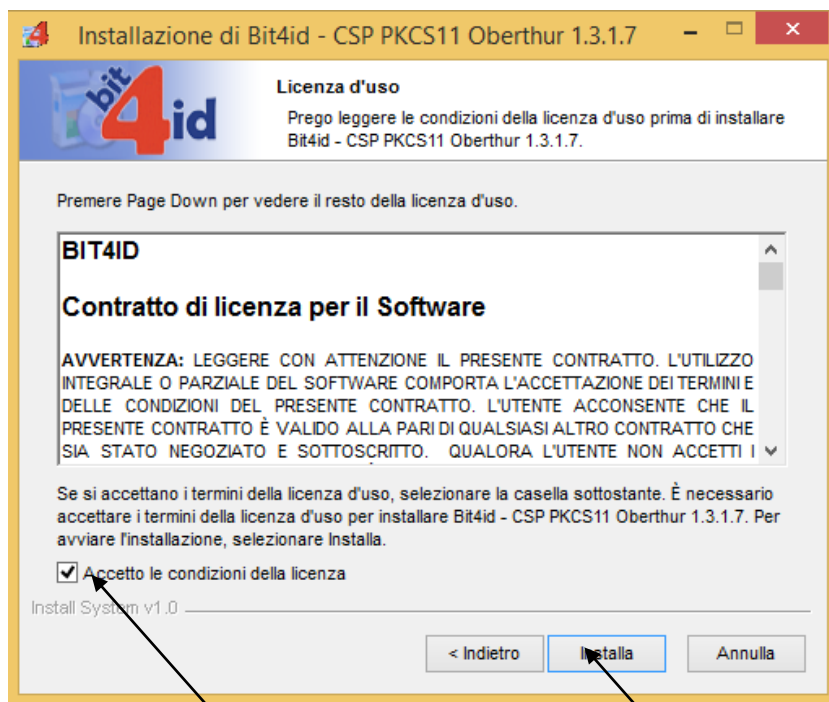 Installazione di Bit4id - CSP PKCS11 Oberthur 1.3.1.7
bit
4id
Licenza d'uso
Prego leggere le condizioni della licenza d'uso prima di installare
Bit4id - CSP PKCS11 Oberthur 1.3.1.7.
Premere Page Down per vedere il resto della licenza d'uso.
BIT4ID
Contratto di licenza per il Software
AVVERTENZA: LEGGERE CON ATTENZIONE IL PRESENTE CONTRATTO. L'UTILIZZO
INTEGRALE O PARZIALE DEL SOFTWARE COMPORTA L'ACCETTAZIONE DEI TERMINI E
DELLE CONDIZIONI DEL PRESENTE CONTRATTO. L'UTENTE ACCONSENTE CHE IL
PRESENTE CONTRATTO È VALIDO ALLA PARI DI QUALSIASI ALTRO CONTRATTO CHE
SIA STATO NEGOZIATO E SOTTOSCRITTO. QUALORA L'UTENTE NON ACCETTI I
Se si accettano i termini della licenza d'uso, selezionare la casella sottostante. È necessario
accettare i termini della licenza d'uso per installare Bit4id - CSP PKCS11 Oberthur 1.3.1.7. Per
avviare l'installazione, selezionare Installa.
Accetto le condizioni della licenza
Install System v1.0
< Indietro
Installa
Annulla